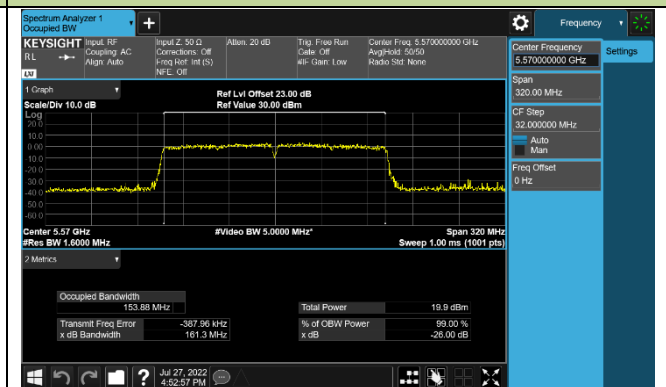 Spectrum Analyzer 1
Occupied BW
Frequency
KEYSIGHT Input: RF
RL
Coupling: AC
Align: Auto
Input Z: 50 Ω
Corrections: Off
Freq Ref: Int (S)
NFE: Off
Atten: 20 dB
Trig: Free Run
Gate: Off
#IF Gain: Low
Center Freq: 5.570000000 GHz
Avg|Hold: 50/50
Radio Std: None
LXI
Center Frequency
5.570000000 GHz
Settings
Span
320.00 MHz
CF Step
32.000000 MHz
Auto
Man
Freq Offset
0 Hz
1 Graph
Scale/Div 10.0 dB
Ref Lvl Offset 23.00 dB
Ref Value 30.00 dBm
Log
20.0
10.0
0.00
-10.0
-20.0
-30.0
-40.0
-50.0
-60.0
Center 5.57 GHz
#Res BW 1.6000 MHz
#Video BW 5.0000 MHz*
Span 320 MHz
Sweep 1.00 ms (1001 pts)
2 Metrics
Occupied Bandwidth
153.88 MHz
Total Power 19.9 dBm
Transmit Freq Error -387.96 kHz
% of OBW Power 99.00 %
x dB Bandwidth 161.3 MHz
x dB -26.00 dB
Jul 27, 2022
4:52:57 PM